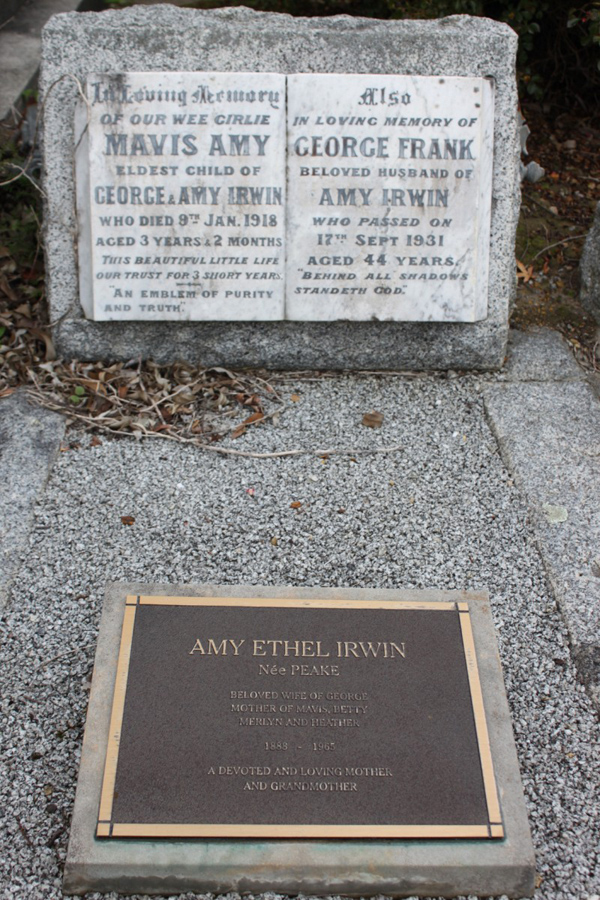 In Loving Memory
OF OUR WEE GIRLIE
MAVIS AMY
ELDEST CHILD OF
GEORGE & AMY IRWIN
WHO DIED 9TH JAN. 1918
AGED 3 YEARS & 2 MONTHS
THIS BEAUTIFUL LITTLE LIFE
OUR TRUST FOR 3 SHORT YEARS.
"AN EMBLEM OF PURITY
AND TRUTH."
Also
IN LOVING MEMORY OF
GEORGE FRANK
BELOVED HUSBAND OF
AMY IRWIN
WHO PASSED ON
17TH SEPT 1931
AGED 44 YEARS.
"BEHIND ALL SHADOWS
STANDETH GOD."
AMY ETHEL IRWIN
Née PEAKE
BELOVED WIFE OF GEORGE
MOTHER OF MAVIS, BETTY
MERLYN AND HEATHER
1888 - 1965
A DEVOTED AND LOVING MOTHER
AND GRANDMOTHER